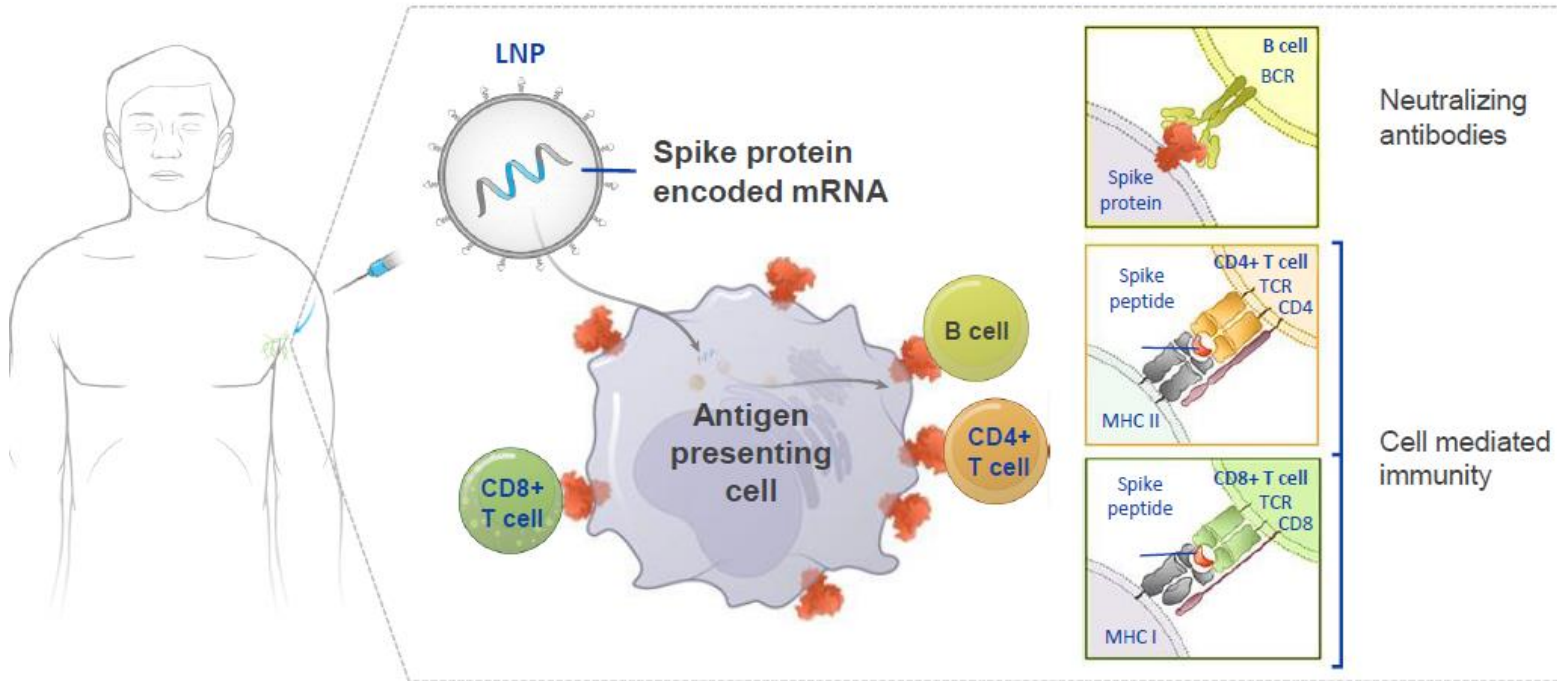 LNP
Spike protein
encoded mRNA
Antigen
presenting
cell
B cell
CD4+
T cell
CD8+
T cell
B cell
BCR
Spike
protein
Neutralizing
antibodies
Spike
peptide
CD4+ T cell
TCR
CD4
MHC II
Spike
peptide
CD8+ T cell
TCR
CD8
MHC I
Cell mediated
immunity